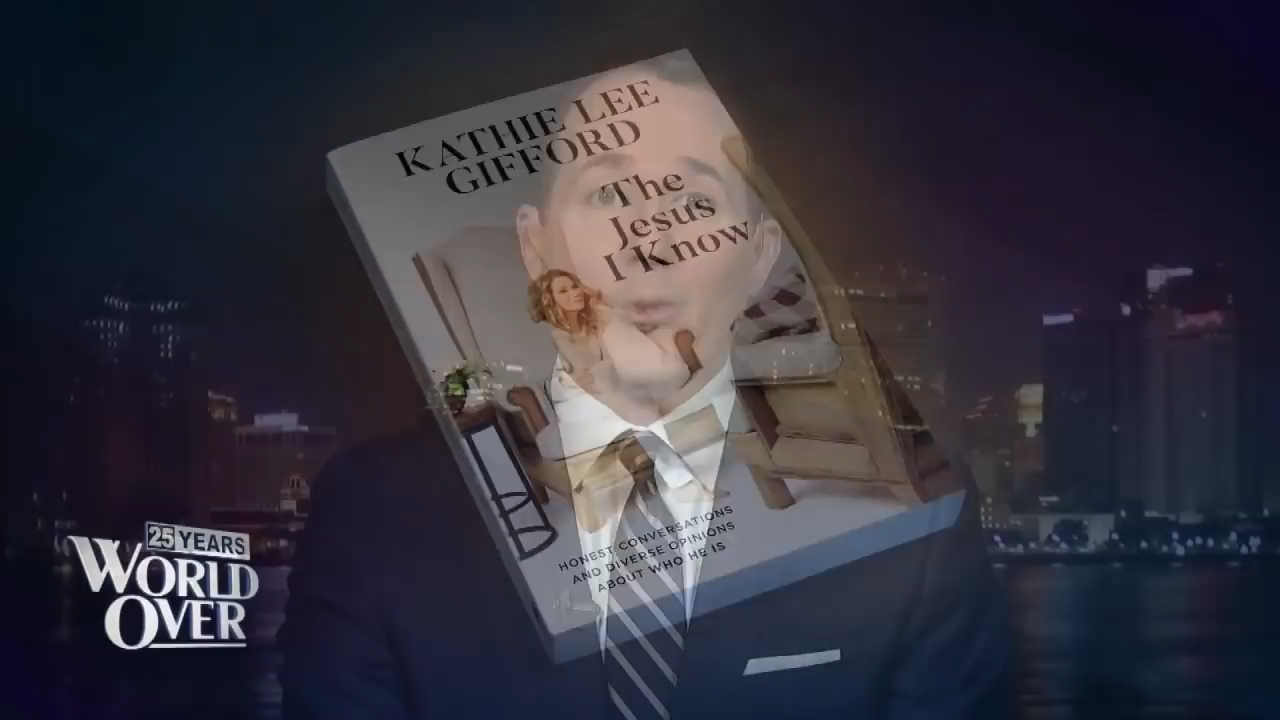 KATHIE LEE
GIFFORD
The
Jesus
I Know
HONEST CONVERSATIONS
AND DIVERSE OPINIONS
ABOUT WHO HE IS
25 YEARS
WORLD
OVER